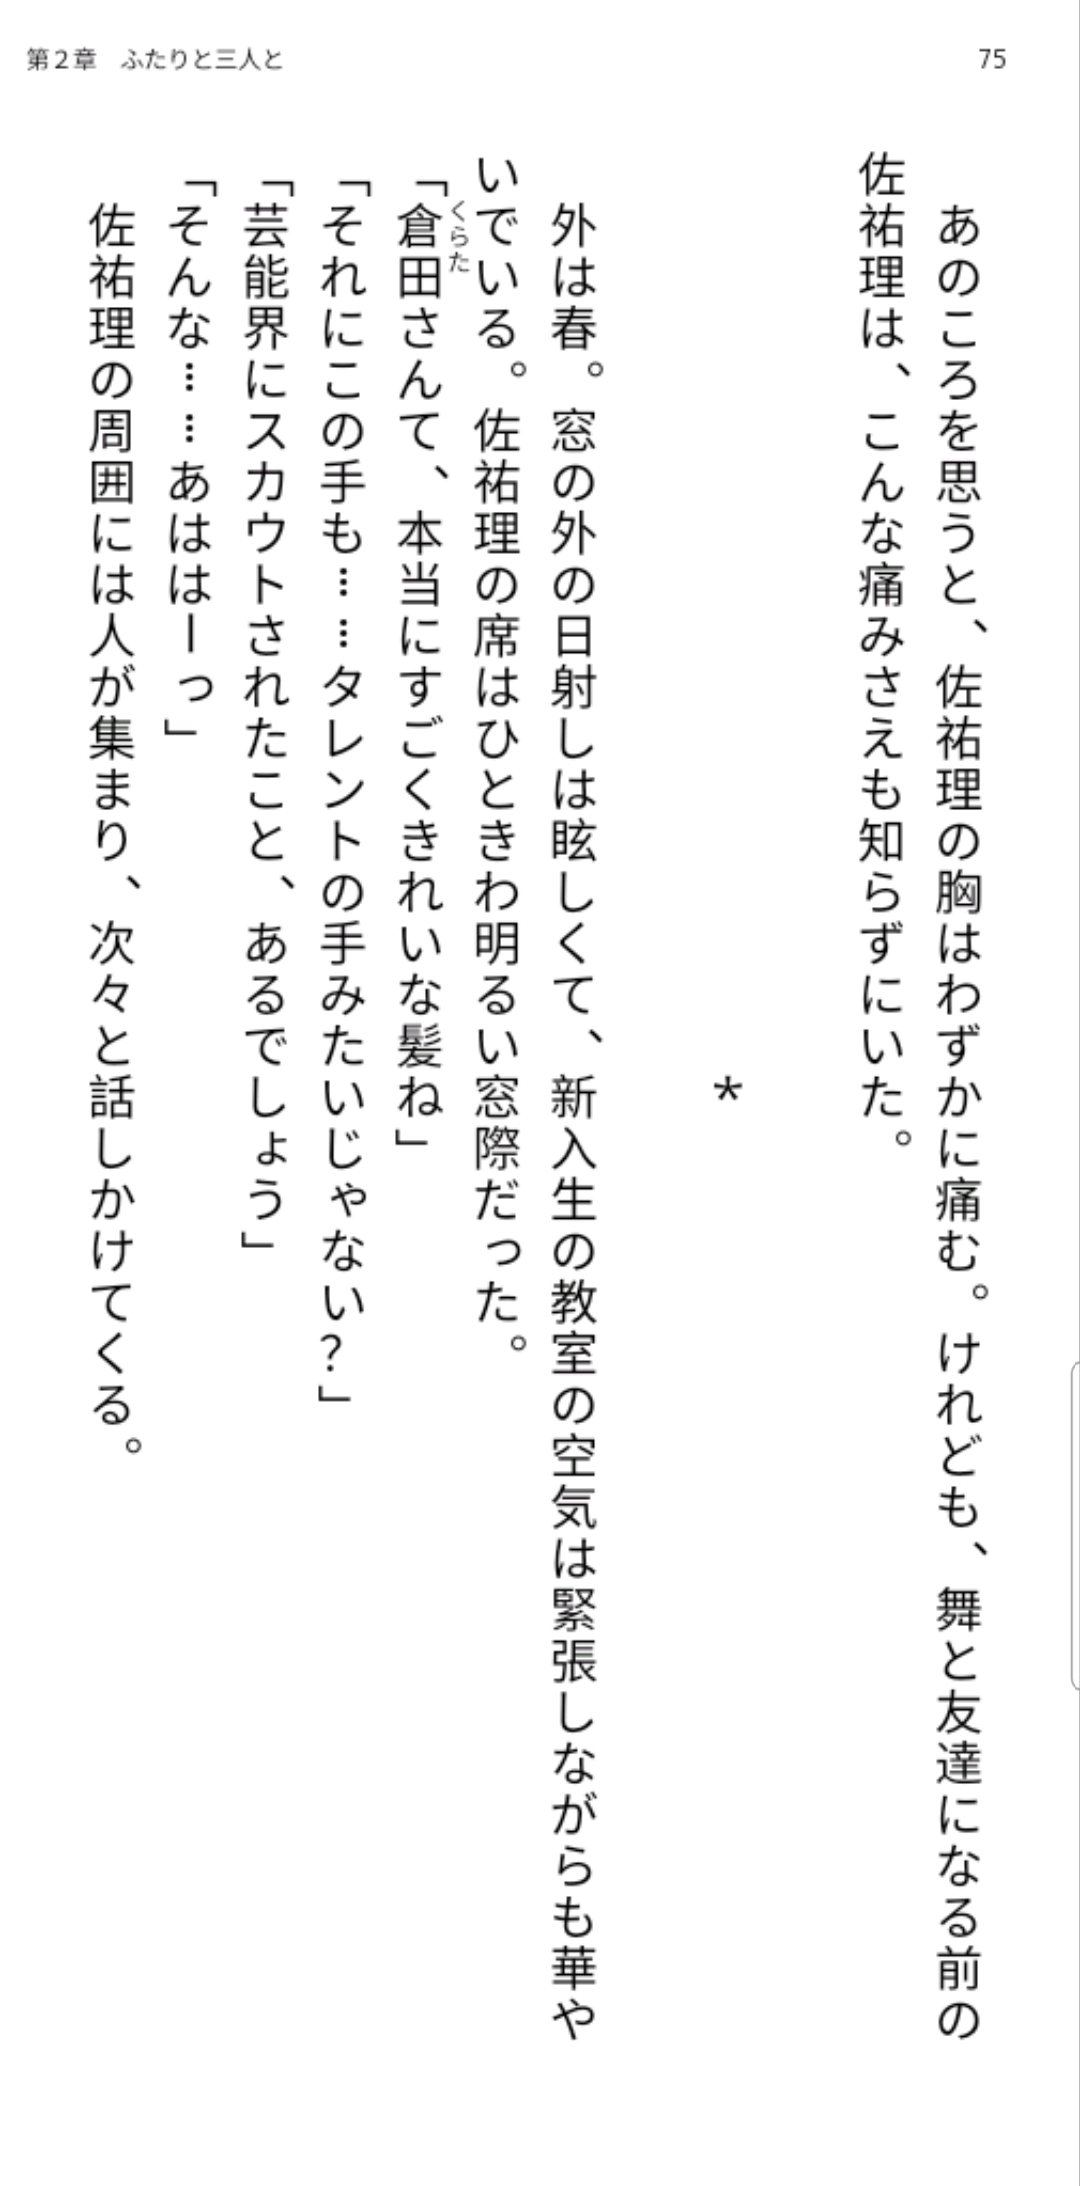 第２章　ふたりと三人と
75
　あのころを思うと、佐祐理の胸はわずかに痛む。けれども、舞と友達になる前の
佐祐理は、こんな痛みさえも知らずにいた。
＊
　外は春。窓の外の日射しは眩しくて、新入生の教室の空気は緊張しながらも華や
いでいる。佐祐理の席はひときわ明るい窓際だった。
くらた
「倉田さんて、本当にすごくきれいな髪ね」
「それにこの手も……タレントの手みたいじゃない？」
「芸能界にスカウトされたこと、あるでしょう」
「そんな……あははーっ」
　佐祐理の周囲には人が集まり、次々と話しかけてくる。